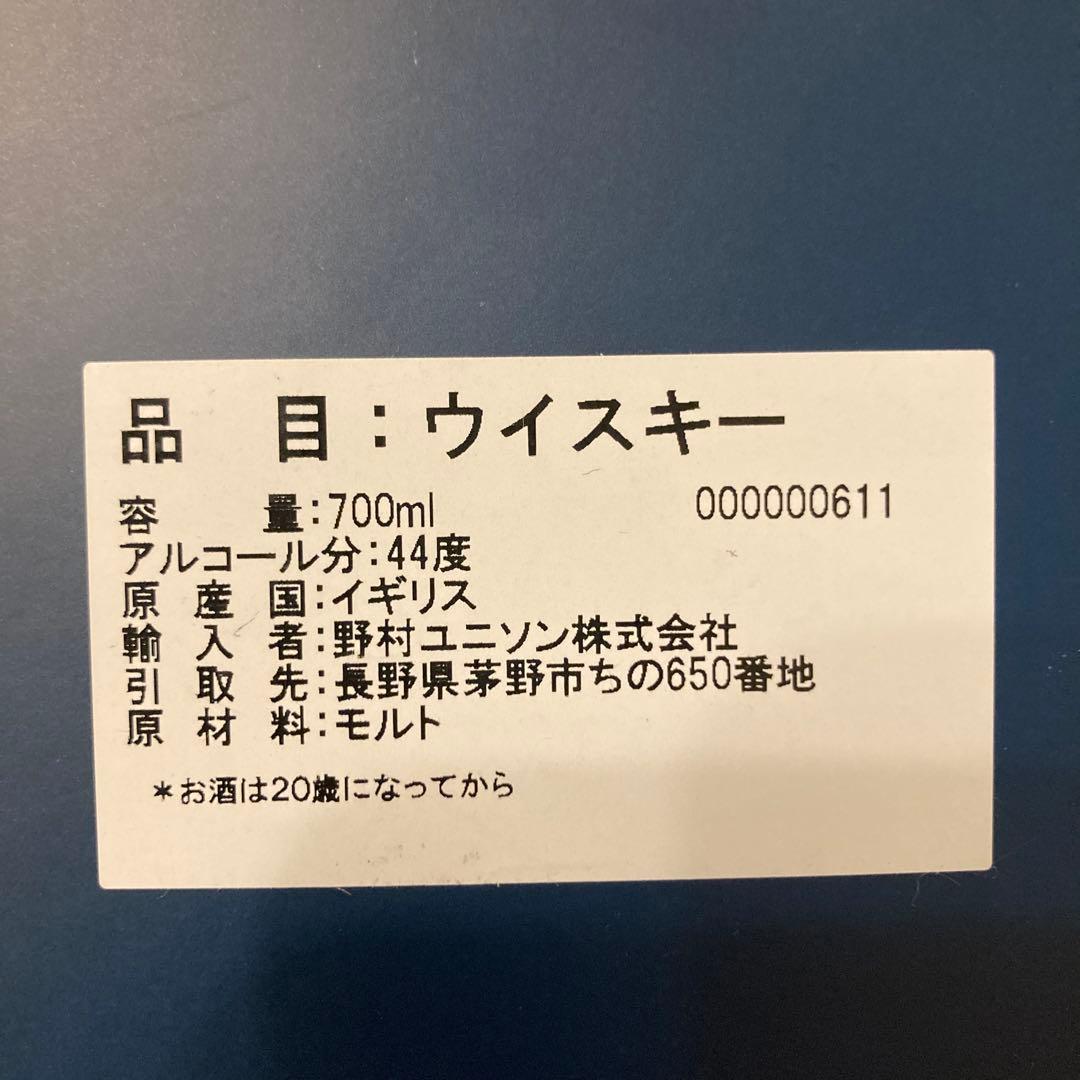 品　目：ウイスキー
容　量：700ml　000000611
アルコール分：44度
原　産　国：イギリス
輸　入　者：野村ユニソン株式会社
引　取　先：長野県茅野市ちの650番地
原　材　料：モルト
＊お酒は20歳になってから